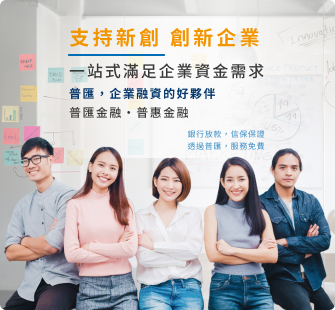 支持新創 創新企業
一站式滿足企業資金需求
普匯，企業融資的好夥伴
普匯金融・普惠金融
銀行放款，信保保證
透過普匯，服務免費